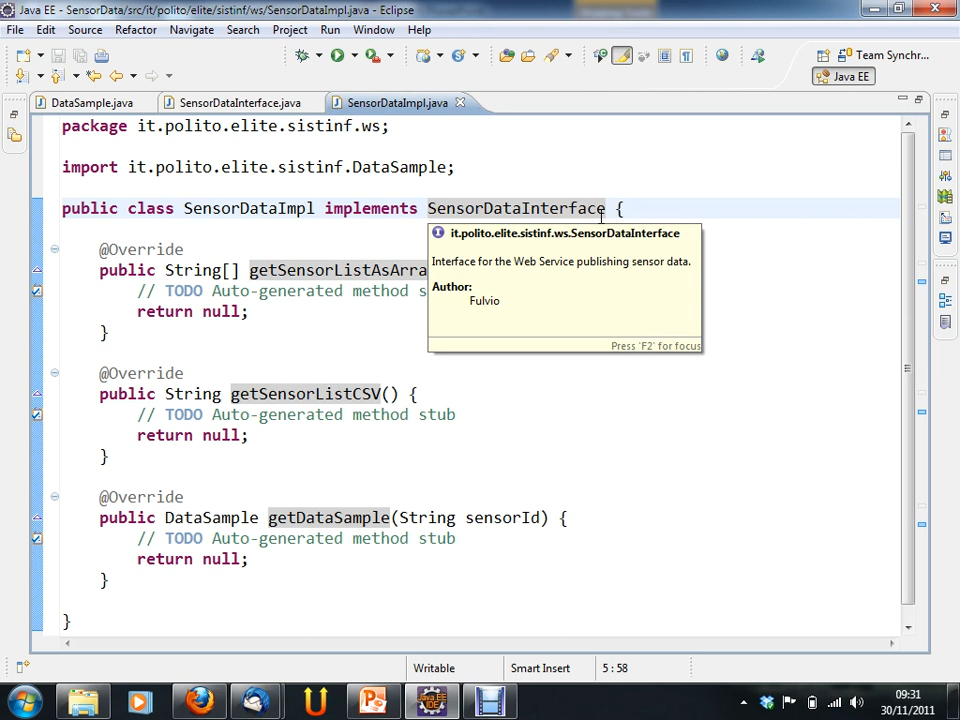 Java EE - SensorData/src/it/polito/elite/sistinf/ws/SensorDataImpl.java - Eclipse
File Edit Source Refactor Navigate Search Project Run Window Help
Team Synchr...
Java EE
DataSample.java SensorDataInterface.java SensorDataImpl.java
package it.polito.elite.sistinf.ws;
import it.polito.elite.sistinf.DataSample;
public class SensorDataImpl implements SensorDataInterface {
@Override
public String[] getSensorListAsArra
// TODO Auto-generated method s
return null;
}
it.polito.elite.sistinf.ws.SensorDataInterface
Interface for the Web Service publishing sensor data.
Author:
Fulvio
Press 'F2' for focus
@Override
public String getSensorListCSV() {
// TODO Auto-generated method stub
return null;
}
@Override
public DataSample getDataSample(String sensorId) {
// TODO Auto-generated method stub
return null;
}
}
Writable Smart Insert 5 : 58
Java EE IDE
09:31
30/11/2011